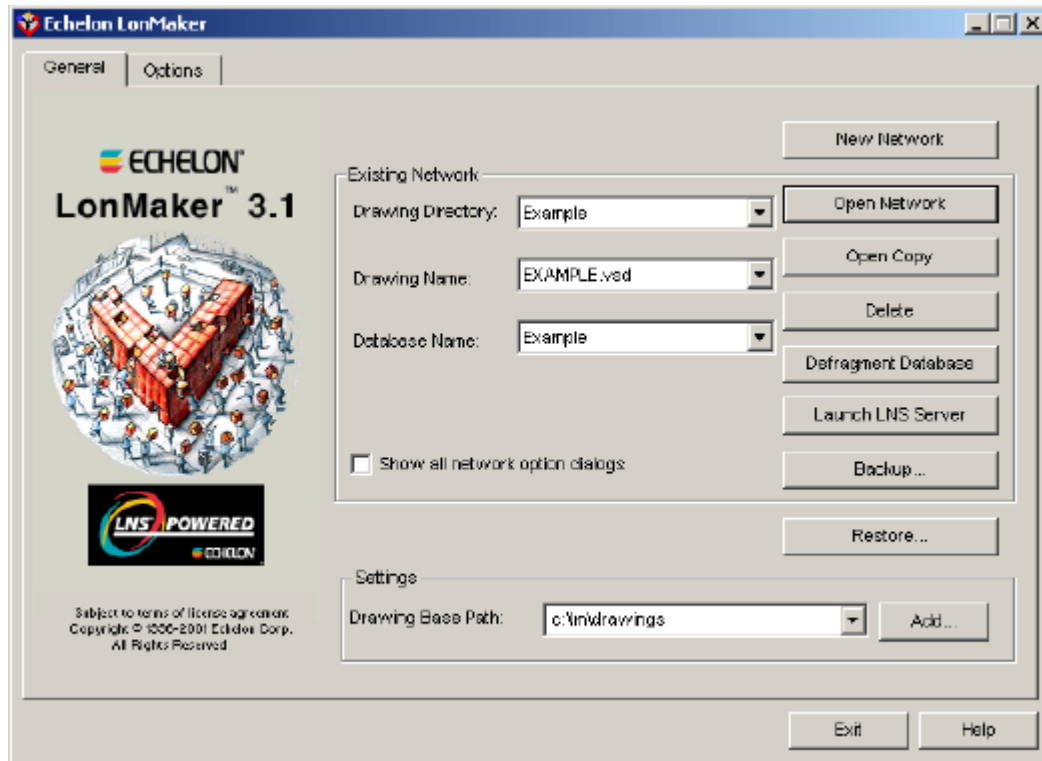 Echelon LonMaker
General
Options
ECHELON
LonMaker™ 3.1
LNS POWERED
ECHELON
Subject to terms of license agreement
Copyright © 1996-2001 Echelon Corp.
All Rights Reserved
New Network
Existing Network
Drawing Directory:
Example
Open Network
Open Copy
Drawing Name:
EXAMPLE.vsd
Delete
Database Name:
Example
Defragment Database
Launch LNS Server
Show all network option dialogs
Backup...
Restore...
Settings
Drawing Base Path:
c:\lm\drawings
Add...
Exit
Help